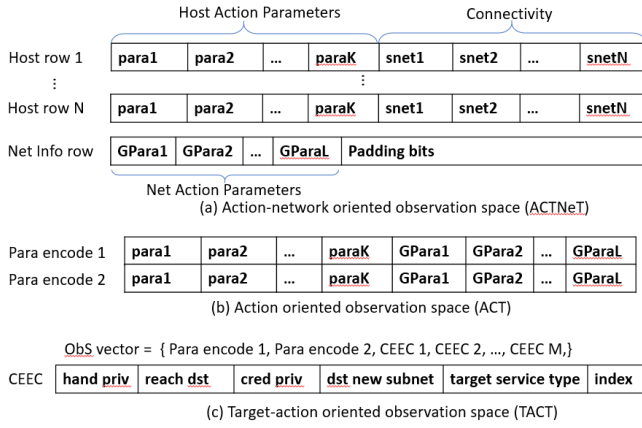 Host Action Parameters Connectivity
Host row 1 para1 para2 ... paraK snet1 snet2 ... snetN
⋮ ⋮
Host row N para1 para2 ... paraK snet1 snet2 ... snetN
Net Info row GPara1 GPara2 ... GParaL Padding bits
Net Action Parameters
(a) Action-network oriented observation space (ACTNeT)
Para encode 1 para1 para2 ... paraK GPara1 GPara2 ... GParaL
Para encode 2 para1 para2 ... paraK GPara1 GPara2 ... GParaL
(b) Action oriented observation space (ACT)
ObS vector = { Para encode 1, Para encode 2, CEEC 1, CEEC 2, ..., CEEC M,}
CEEC hand priv reach dst cred priv dst new subnet target service type index
(c) Target-action oriented observation space (TACT)